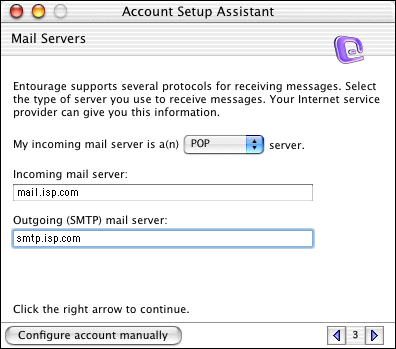 Account Setup Assistant
Mail Servers
Entourage supports several protocols for receiving messages. Select
the type of server you use to receive messages. Your Internet service
provider can give you this information.
My incoming mail server is a(n) POP server.
Incoming mail server:
mail.isp.com
Outgoing (SMTP) mail server:
smtp.isp.com
Click the right arrow to continue.
Configure account manually 3